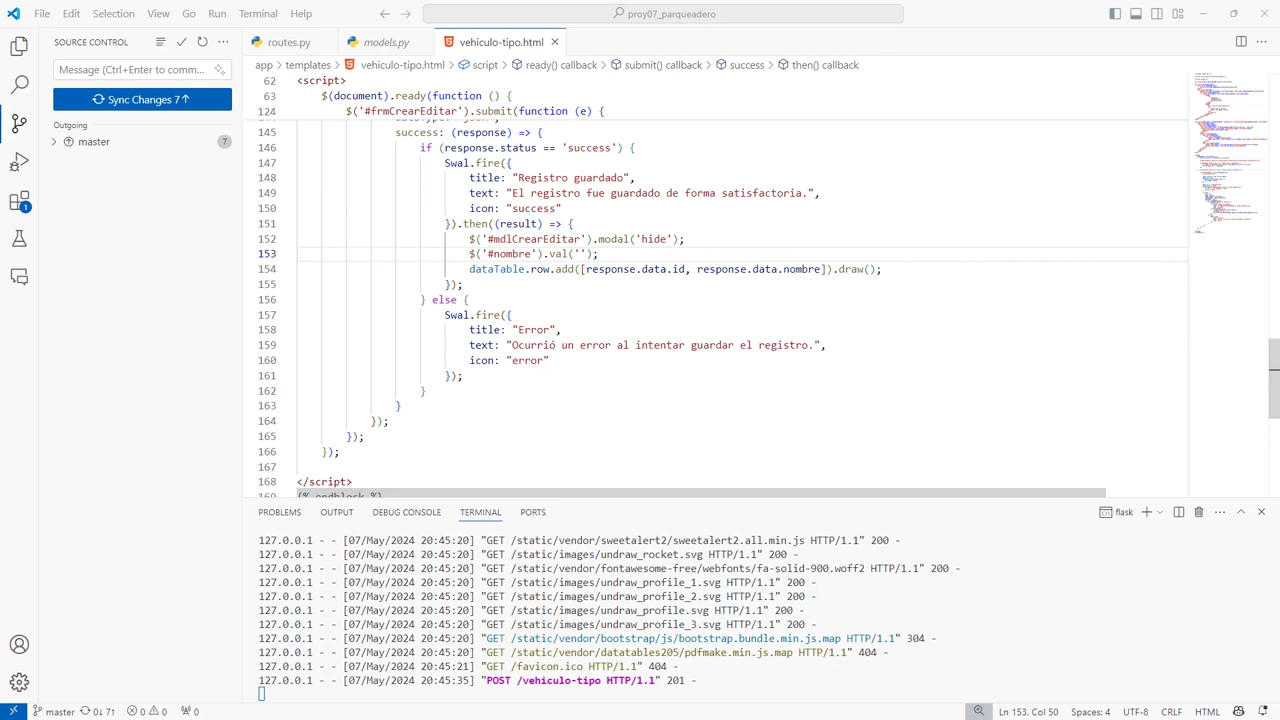 File Edit Selection View Go Run Terminal Help
proy07_parqueadero
SOURCE CONTROL
routes.py models.py vehiculo-tipo.html
Message (Ctrl+Enter to comm...
app > templates > vehiculo-tipo.html > script > ready() callback > submit() callback > success > then() callback
Sync Changes 7↑
Outgoing
master 7
62 <script>
63 function
124 '#frmCrearEditar').subm function (e)
145 success: (response) => {
146 if response.status 'success'
147 Swal.fire({
148 title: guardado",
149 registro guardado forma satisfactoria.",
150 icon: "success"
151 }).then((result) => {
152 $('#mdlCrearEditar').modal('hide');
153 $('#nombre').val('');
154 dataTable.row.add([response.data.id, response.data.nombre]).draw();
155 });
156 } else {
157 Swal.fire({
158 title: "Error",
159 text: "Ocurrió un error al intentar guardar el registro.",
160 icon: "error"
161 });
162 }
163 }
164 });
165 });
166 });
167
168 </script>
169 {% endblock %}
PROBLEMS OUTPUT DEBUG CONSOLE TERMINAL PORTS
flask
127.0.0.1 - - [07/May/2024 20:45:20] "GET /static/vendor/sweetalert2/sweetalert2.all.min.js HTTP/1.1" 200 -
127.0.0.1 - - [07/May/2024 20:45:20] "GET /static/images/undraw_rocket.svg HTTP/1.1" 200 -
127.0.0.1 - - [07/May/2024 20:45:20] "GET /static/vendor/fontawesome-free/webfonts/fa-solid-900.woff2 HTTP/1.1" 200 -
127.0.0.1 - - [07/May/2024 20:45:20] "GET /static/images/undraw_profile_1.svg HTTP/1.1" 200 -
127.0.0.1 - - [07/May/2024 20:45:20] "GET /static/images/undraw_profile_2.svg HTTP/1.1" 200 -
127.0.0.1 - - [07/May/2024 20:45:20] "GET /static/images/undraw_profile.svg HTTP/1.1" 200 -
127.0.0.1 - - [07/May/2024 20:45:20] "GET /static/images/undraw_profile_3.svg HTTP/1.1" 200 -
127.0.0.1 - - [07/May/2024 20:45:20] "GET /static/vendor/bootstrap/js/bootstrap.bundle.min.js.map HTTP/1.1" 304 -
127.0.0.1 - - [07/May/2024 20:45:20] "GET /static/vendor/datatables205/pdfmake.min.js.map HTTP/1.1" 404 -
127.0.0.1 - - [07/May/2024 20:45:21] "GET /favicon.ico HTTP/1.1" 404 -
127.0.0.1 - - [07/May/2024 20:45:35] "POST /vehiculo-tipo HTTP/1.1" 201 -
master 0↓ 7↑ 0 0 0 Ln 153, Col 50 Spaces: 4 UTF-8 CRLF HTML